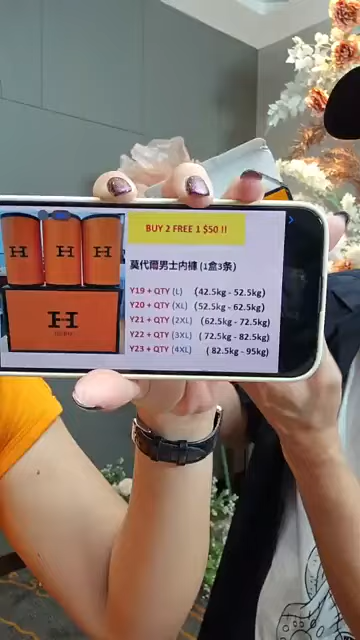 BUY 2 FREE 1 $50 !!
莫代爾男士內褲 (1盒3条)
Y19 + QTY (L) (42.5kg - 52.5kg)
Y20 + QTY (XL) (52.5kg - 62.5kg)
Y21 + QTY (2XL) (62.5kg - 72.5kg)
Y22 + QTY (3XL) ( 72.5kg - 82.5kg)
Y23 + QTY (4XL) ( 82.5kg - 95kg)
H H H
H